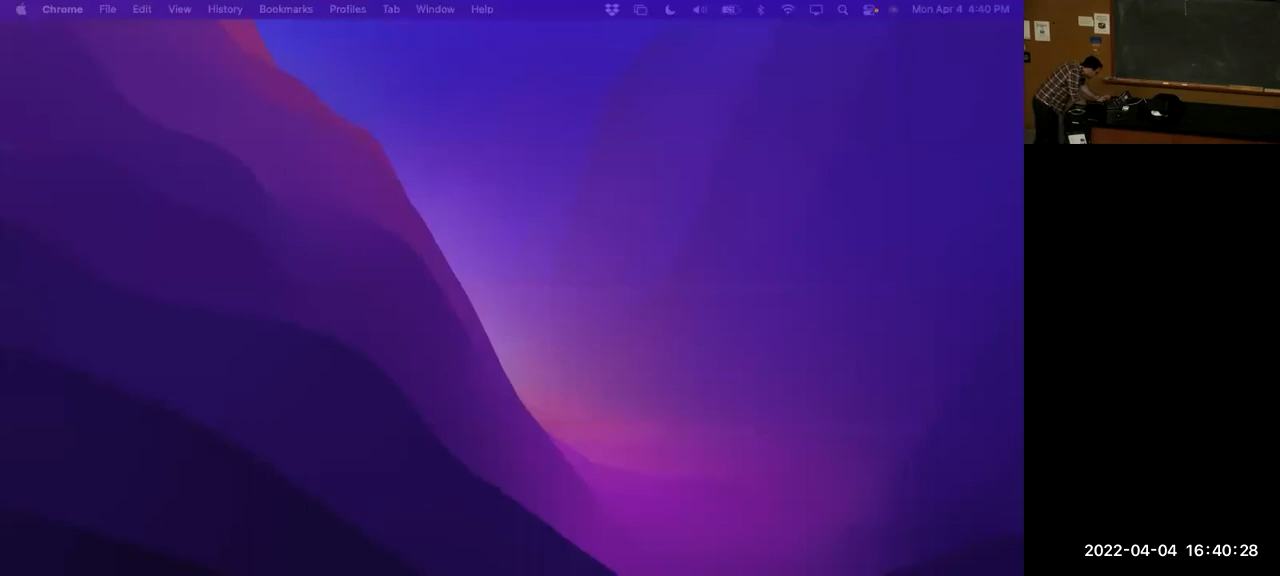 Chrome File Edit View History Bookmarks Profiles Tab Window Help Mon Apr 4 4:40 PM
2022-04-04 16:40:28